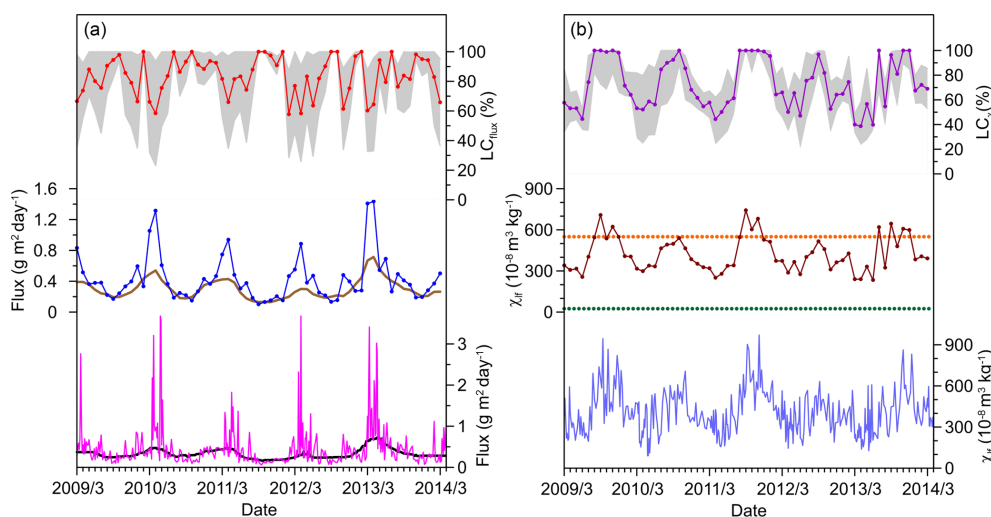 (a)
100
80
60
40
20
0
LCflux (%)
1.6
1.2
0.8
0.4
0
Flux (g m² day⁻¹)
3
2
1
0
Flux (g m² day⁻¹)
2009/3 2010/3 2011/3 2012/3 2013/3 2014/3
Date
(b)
100
80
60
40
20
0
LC (%)
900
600
300
0
χlf (10⁻⁸ m³ kg⁻¹)
900
600
300
0
(10⁻⁸ m³ kg⁻¹)
2009/3 2010/3 2011/3 2012/3 2013/3 2014/3
Date